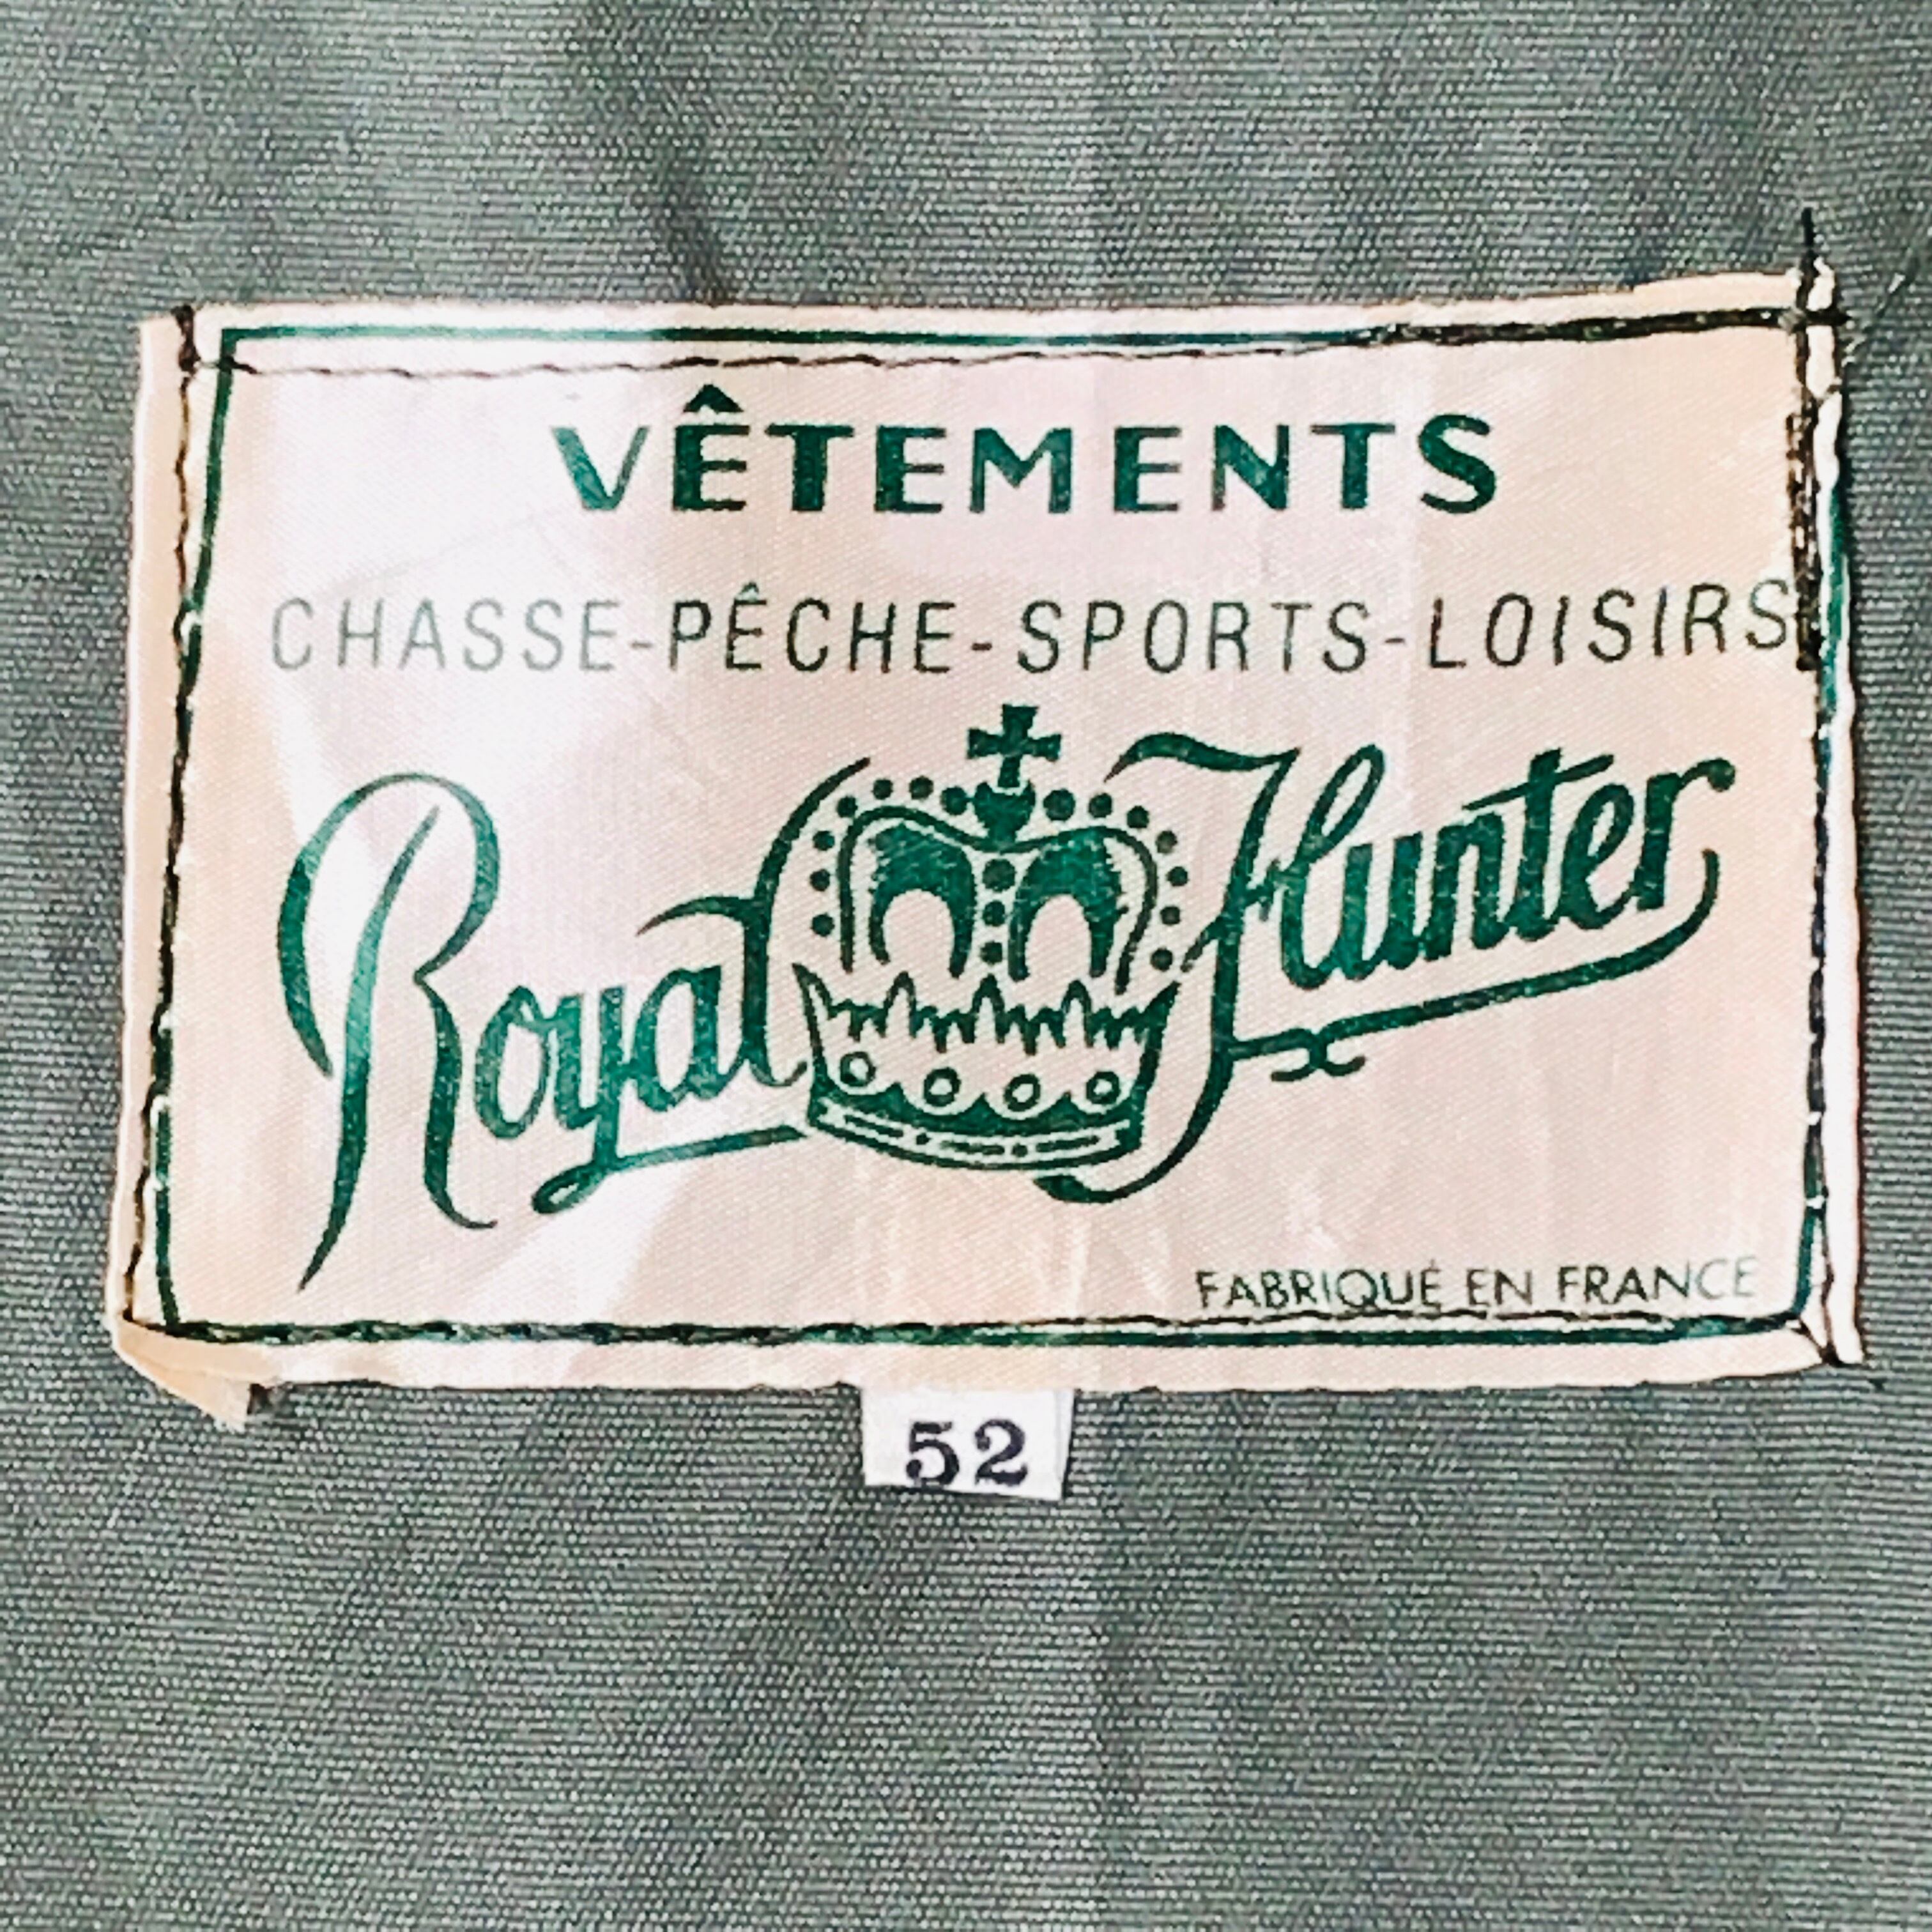 VÊTEMENTS
CHASSE-PÊCHE-SPORTS-LOISIRS
Royal Hunter
FABRIQUÉ EN FRANCE
52